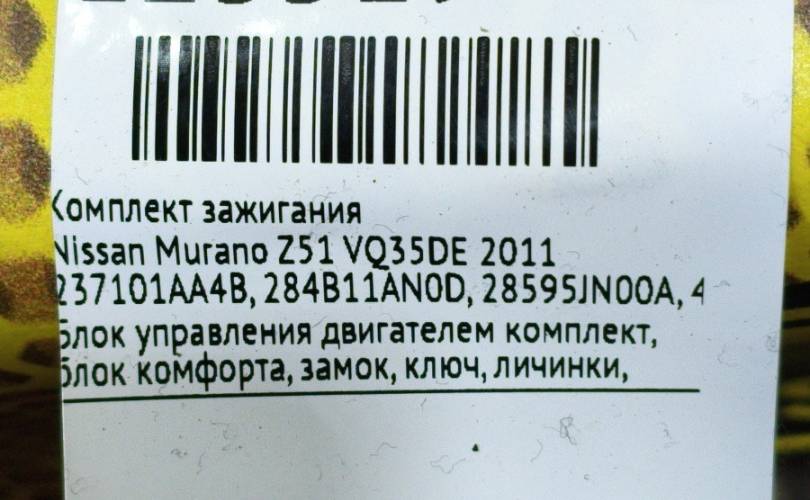 Комплект зажигания
Nissan Murano Z51 VQ35DE 2011
237101AA4B, 284B11AN0D, 28595JN00A, 4
блок управления двигателем комплект,
блок комфорта, замок, ключ, личинки,